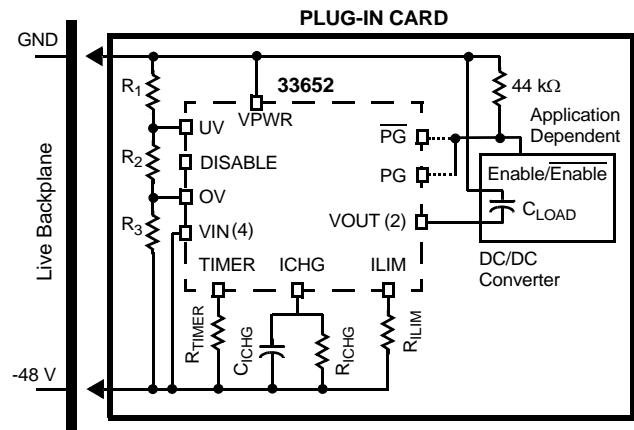 PLUG-IN CARD
GND
R1
33652
44 kΩ
VPWR
UV
PG
Application
Dependent
R2
DISABLE
PG
Enable/Enable
OV
CLOAD
R3
VIN (4)
VOUT (2)
Live Backplane
TIMER
ICHG
ILIM
DC/DC
Converter
RTIMER
CICHG
RICHG
RILIM
-48 V